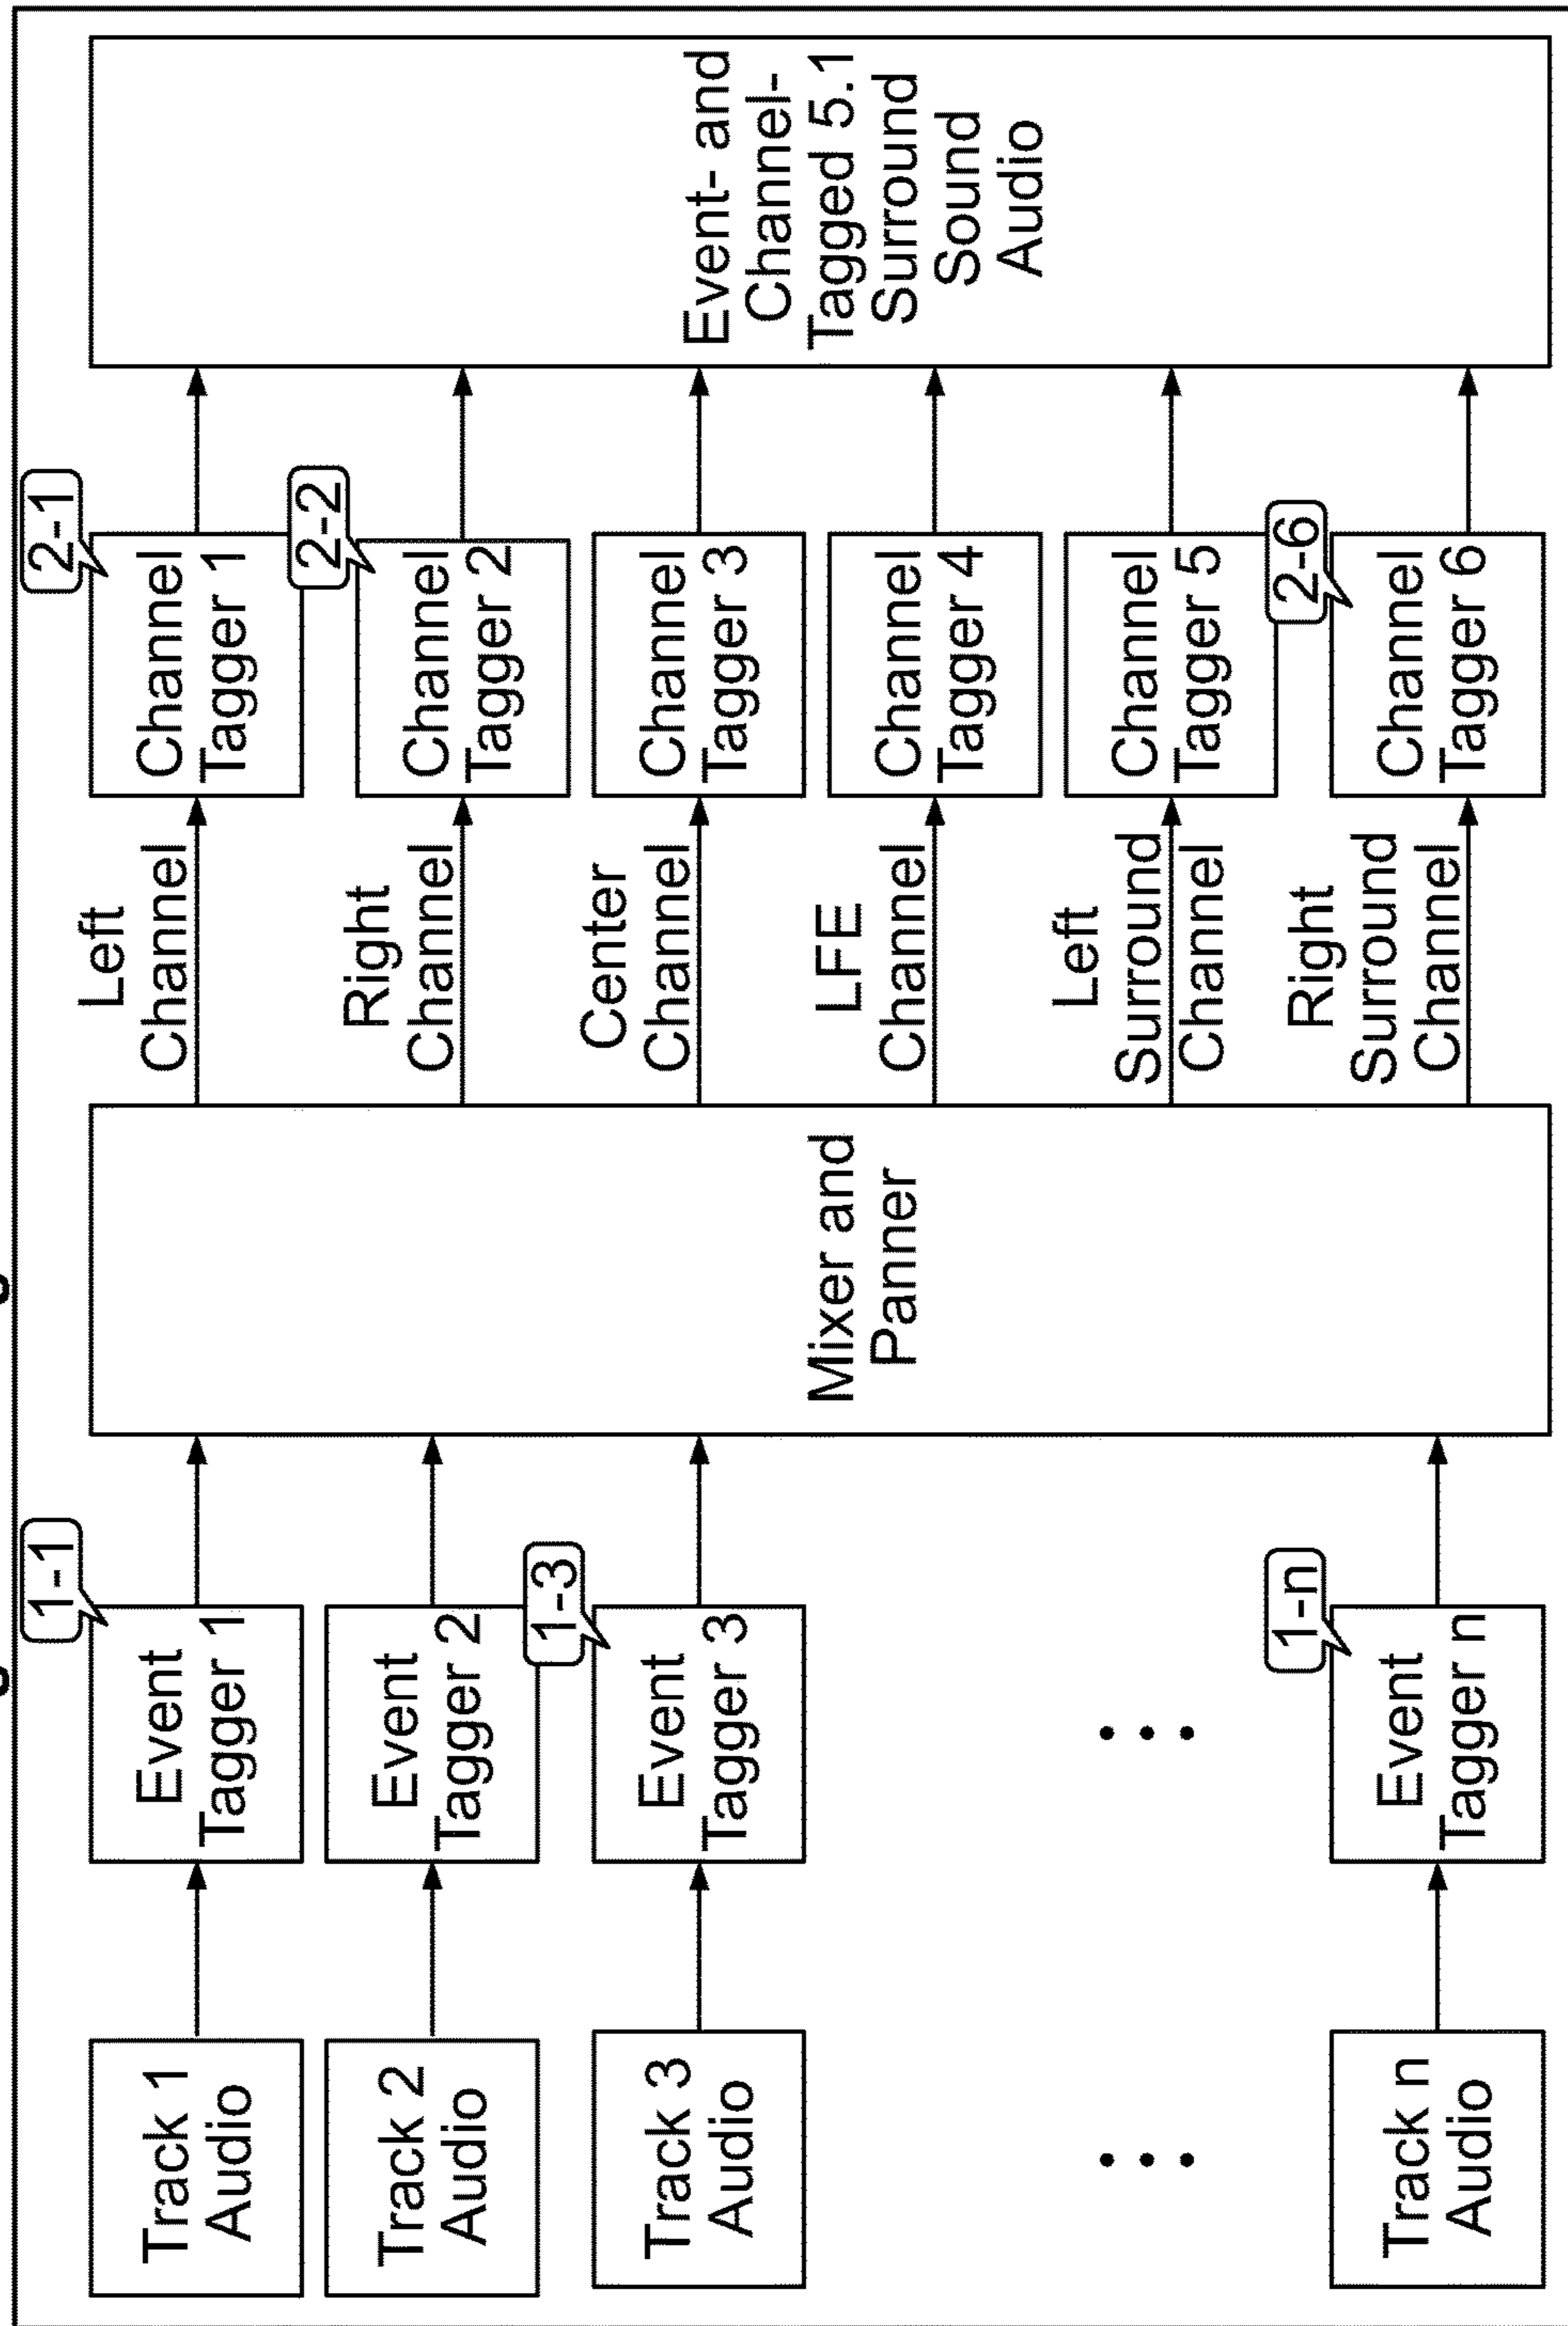 Track 1
Audio
Track 2
Audio
Track 3
Audio
Track n
Audio
1-1
Event
Tagger 1
Event
Tagger 2
1-3
Event
Tagger 3
1-n
Event
Tagger n
Mixer and
Panner
Left
Channel
Right
Channel
Center
Channel
LFE
Channel
Left
Surround
Channel
Right
Surround
Channel
2-1
Channel
Tagger 1
2-2
Channel
Tagger 2
Channel
Tagger 3
Channel
Tagger 4
Channel
Tagger 5
2-6
Channel
Tagger 6
Event- and
Channel-
Tagged 5.1
Surround
Sound
Audio